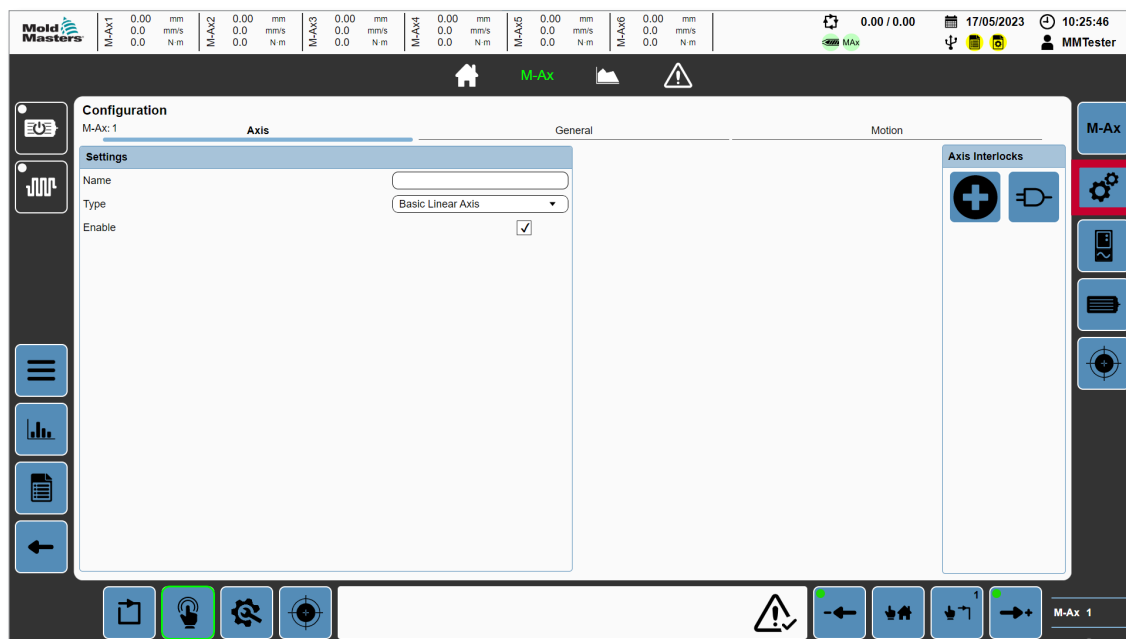 Mold
Masters
M-Ax1
0.00 mm
0.0 mm/s
0.0 N·m
M-Ax2
0.00 mm
0.0 mm/s
0.0 N·m
M-Ax3
0.00 mm
0.0 mm/s
0.0 N·m
M-Ax4
0.00 mm
0.0 mm/s
0.0 N·m
M-Ax5
0.00 mm
0.0 mm/s
0.0 N·m
M-Ax6
0.00 mm
0.0 mm/s
0.0 N·m
0.00 / 0.00
17/05/2023
10:25:46
MAx
MMTester
M-Ax
Configuration
M-Ax: 1
Axis
General
Motion
M-Ax
Settings
Axis Interlocks
Name
Type
Basic Linear Axis
Enable
1
M-Ax 1